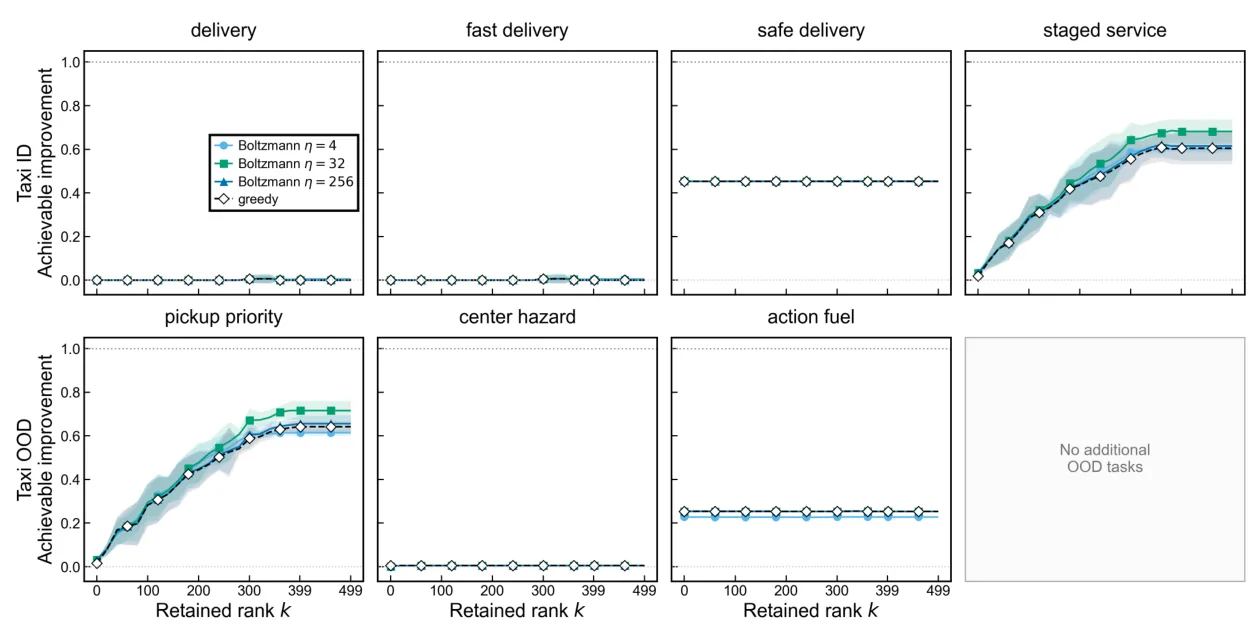 delivery
fast delivery
safe delivery
staged service
Taxi ID
Achievable improvement
1.0
0.8
0.6
0.4
0.2
0.0
Boltzmann η = 4
Boltzmann η = 32
Boltzmann η = 256
greedy
pickup priority
center hazard
action fuel
Taxi OOD
Achievable improvement
1.0
0.8
0.6
0.4
0.2
0.0
No additional
OOD tasks
0 100 200 300 399 499
0 100 200 300 399 499
0 100 200 300 399 499
Retained rank k
Retained rank k
Retained rank k